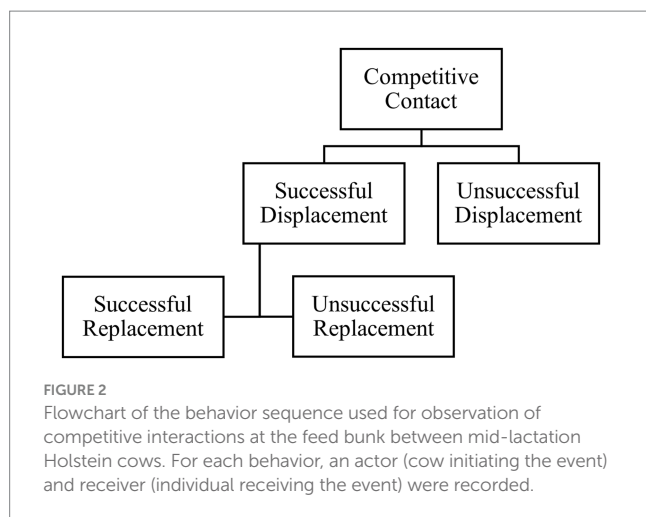 Competitive
Contact
Successful
Displacement
Unsuccessful
Displacement
Successful
Replacement
Unsuccessful
Replacement
FIGURE 2
Flowchart of the behavior sequence used for observation of
competitive interactions at the feed bunk between mid-lactation
Holstein cows. For each behavior, an actor (cow initiating the event)
and receiver (individual receiving the event) were recorded.